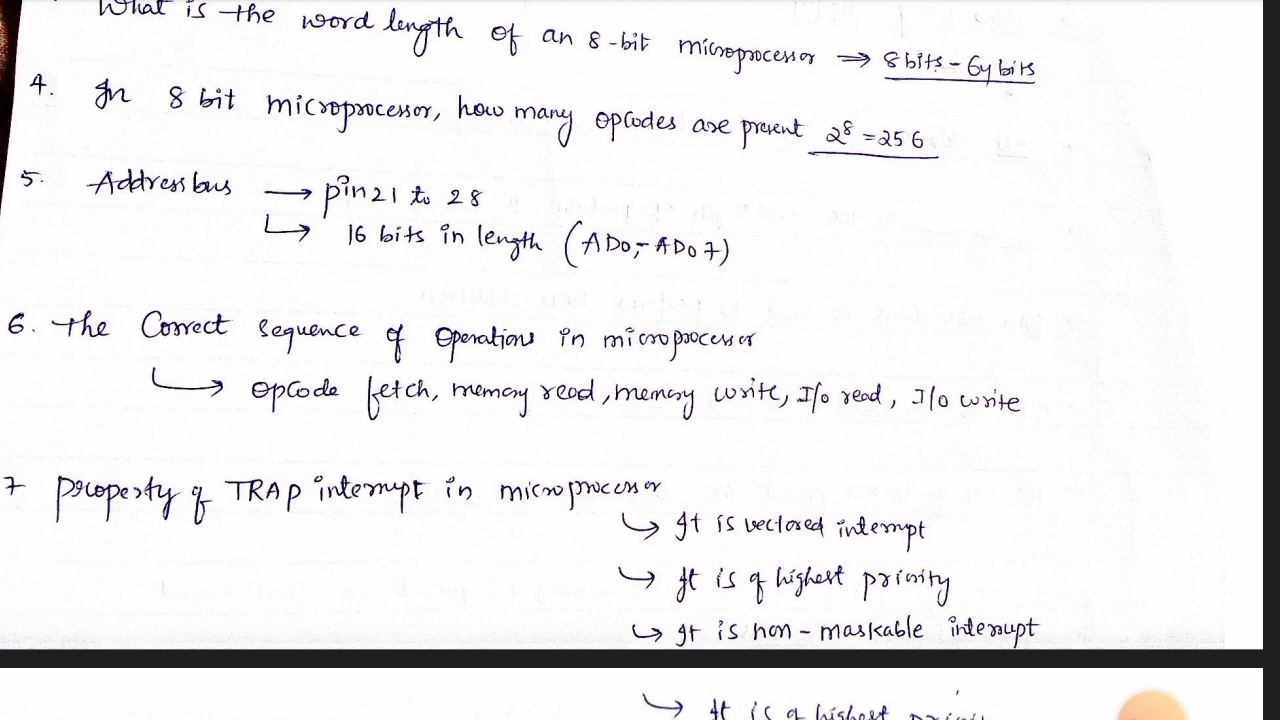 What is the word length of an 8-bit microprocessor ⇒ 8bits - 64 bits
4. In 8 bit microprocessor, how many opcodes are present 2⁸ = 256
5. Address bus → pin 21 to 28
↳ 16 bits in length (AD0,- AD07)
6. The Correct sequence of operations in microprocessor
↳ opcode fetch, memory read, memory write, I/o read, I/o write
7 Property of TRAP interrupt in microprocessor
↳ It is vectored interrupt
↳ It is of highest priority
↳ It is non-maskable interrupt
↳ It is of highest priority